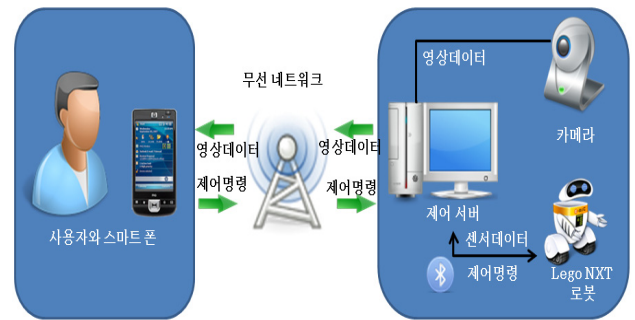 영상데이터
무선 네트워크
카메라
영상데이터
영상데이터
제어명령
제어명령
제어 서버
사용자와 스마트 폰
센서데이터
제어명령
Lego NXT
로봇